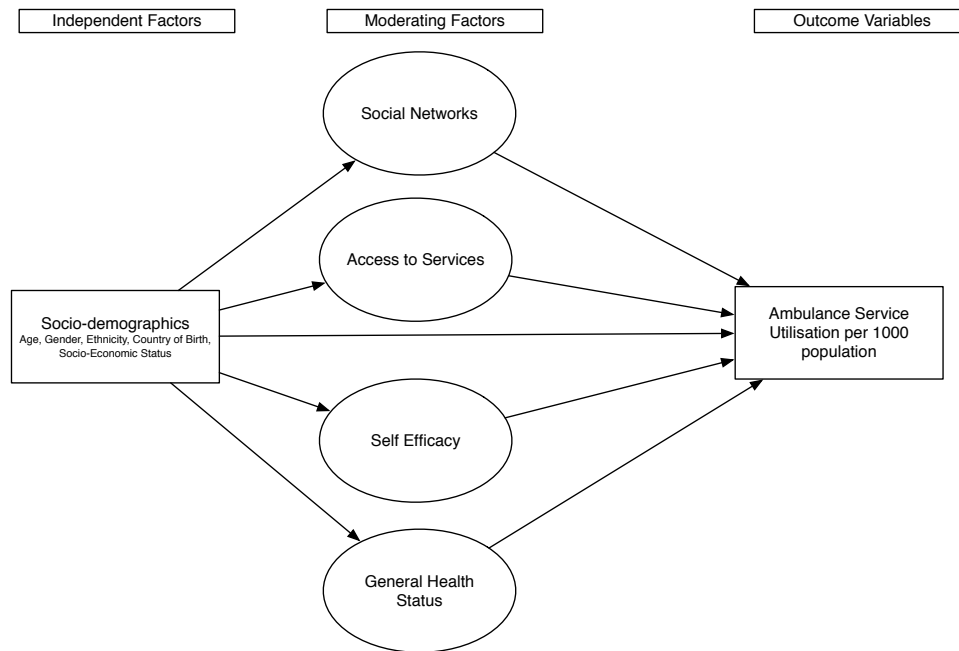 Independent Factors
Moderating Factors
Outcome Variables
Social Networks
Access to Services
Socio-demographics
Age, Gender, Ethnicity, Country of Birth,
Socio-Economic Status
Ambulance Service
Utilisation per 1000
population
Self Efficacy
General Health
Status